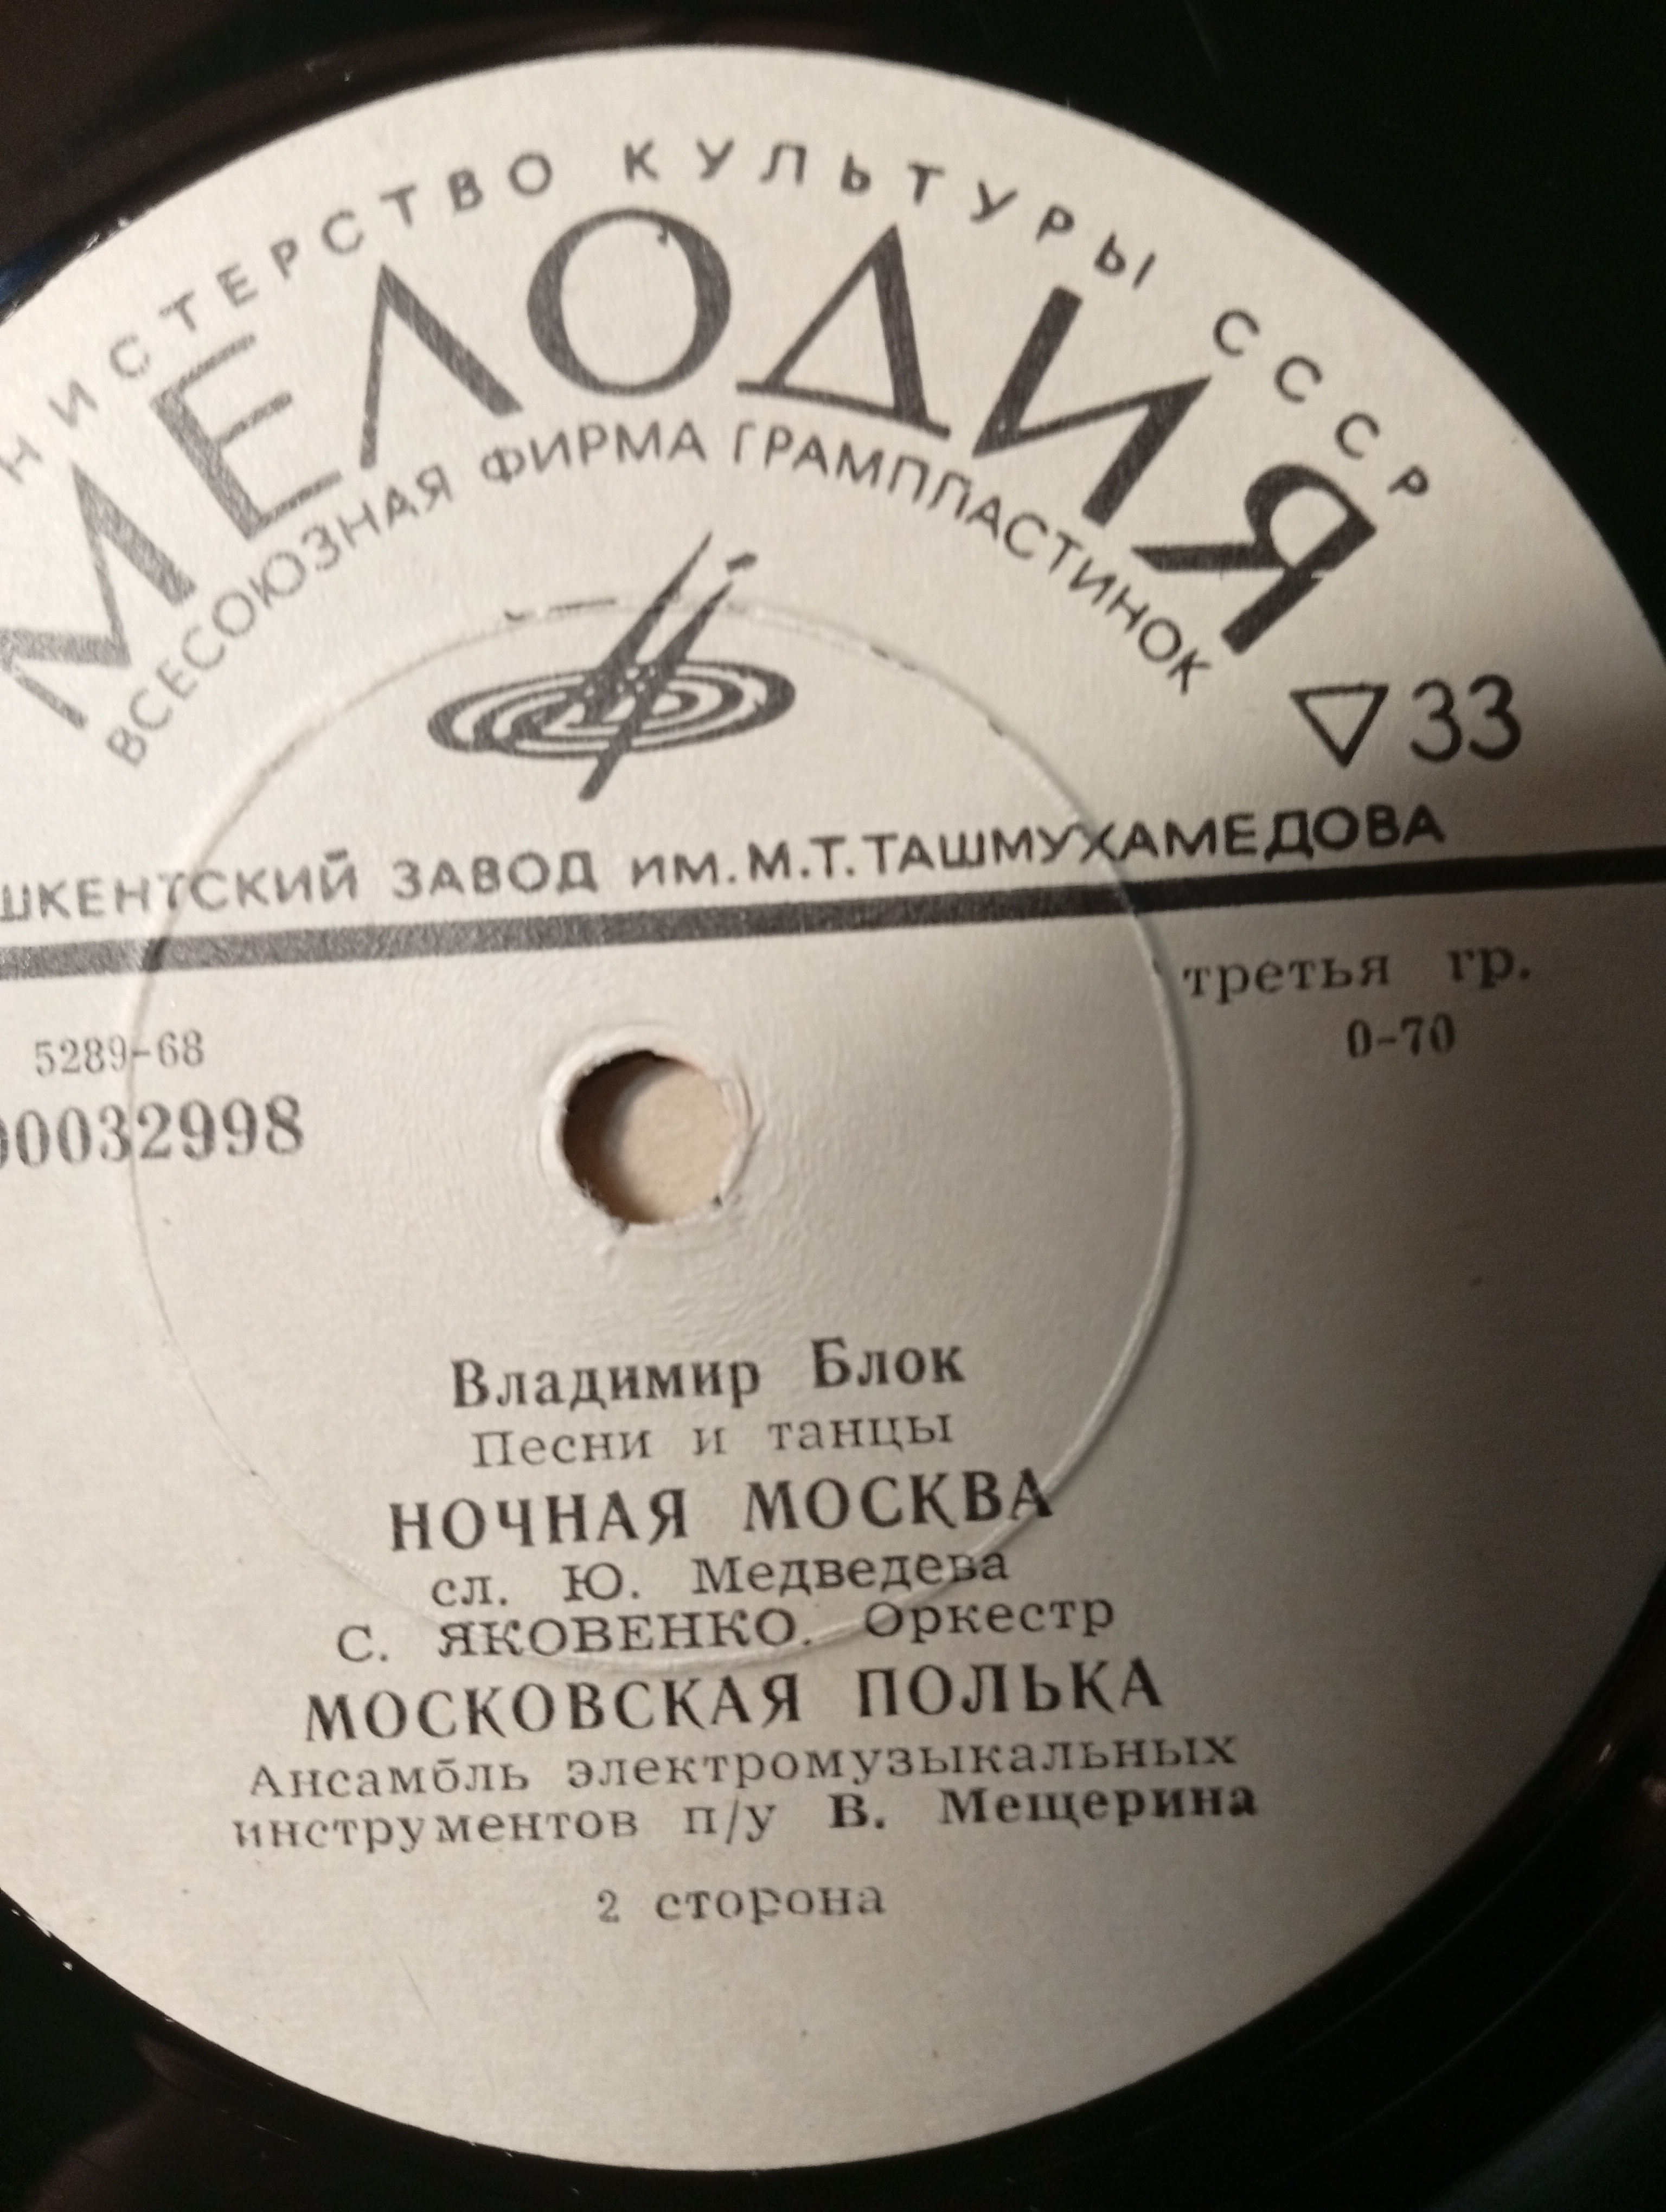 НИСТЕРСТВО КУЛЬТУРЫ СССР
МЕЛОДИЯ
ВСЕСОЮЗНАЯ ФИРМА ГРАМПЛАСТИНОК
▽33
ШКЕНТСКИЙ ЗАВОД ИМ. М.Т. ТАШМУХАМЕДОВА
третья гр.
5289-68
0-70
00032998
Владимир Блок
Песни и танцы
НОЧНАЯ МОСКВА
сл. Ю. Медведева
С. ЯКОВЕНКО. Оркестр
МОСКОВСКАЯ ПОЛЬКА
Ансамбль электромузыкальных
инструментов п/у В. Мещерина
2 сторона